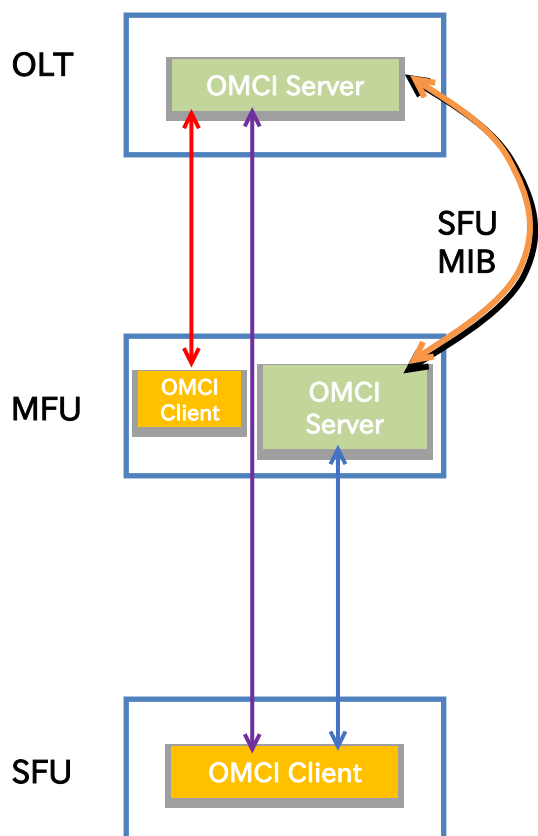 OLT
OMCI Server
SFU
MIB
MFU
OMCI
Client
OMCI
Server
SFU
OMCI Client